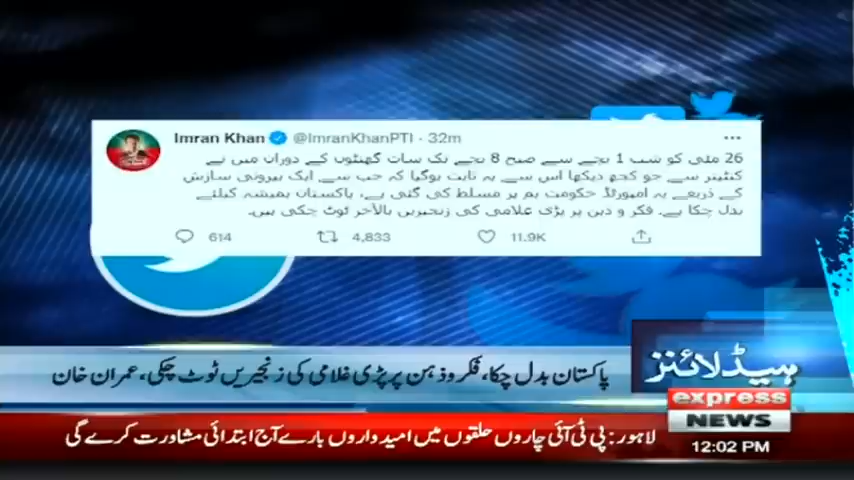 Imran Khan @ImranKhanPTI · 32m
26 مئی کو شب 1 بجے سے صبح 8 بجے تک سات گھنٹوں کے دوران میں نے
کنٹینر سے جو کچھ دیکھا اس سے یہ ثابت ہوگیا کہ جب سے ایک بیرونی سازش
کے ذریعے یہ امپورٹڈ حکومت ہم پر مسلط کی گئی ہے، پاکستان ہمیشہ کیلئے
بدل چکا ہے۔ فکر و ذہن پر پڑی غلامی کی زنجیریں بالآخر ٹوٹ چکی ہیں۔
614 4,833 11.9K
ہیڈلائنز
پاکستان بدل چکا، فکر و ذہن پر پڑی غلامی کی زنجیریں ٹوٹ چکی، عمران خان
express
NEWS
لاہور: پی ٹی آئی چاروں حلقوں میں امیدواروں بارے آج ابتدائی مشاورت کرے گی
12:02 PM